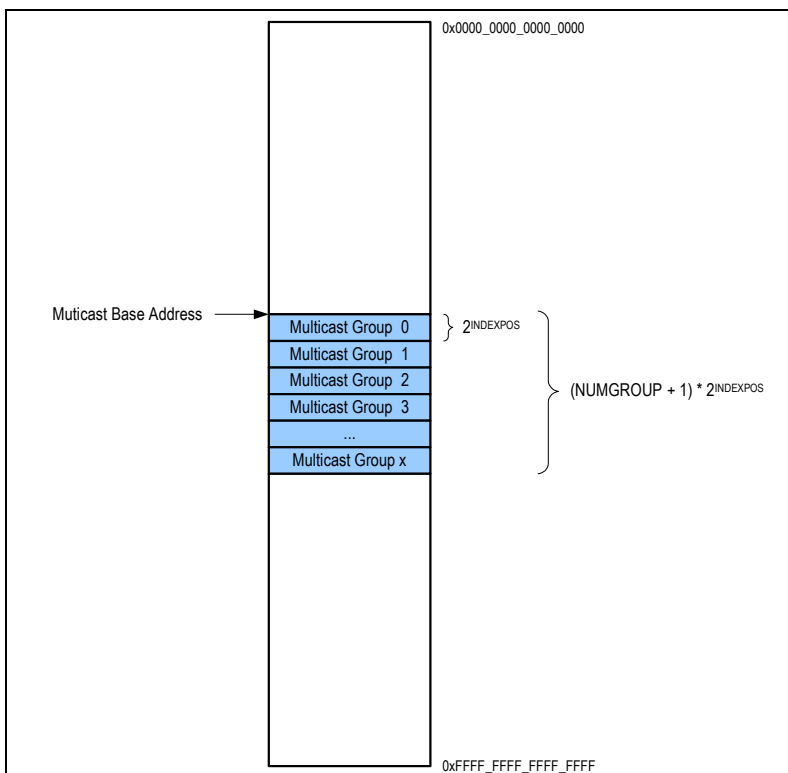 0x0000_0000_0000_0000
Muticast Base Address
Multicast Group 0
2INDEXPOS
Multicast Group 1
Multicast Group 2
Multicast Group 3
(NUMGROUP + 1) * 2INDEXPOS
...
Multicast Group x
0xFFFF_FFFF_FFFF_FFFF